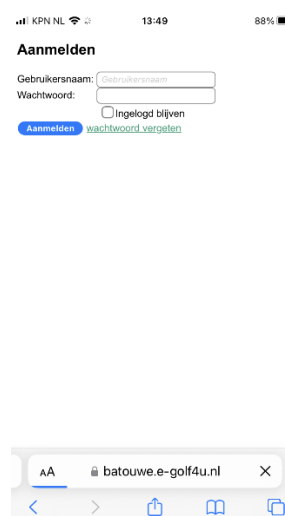 KPN NL 13:49 88%
Aanmelden
Gebruikersnaam: Gebruikersnaam
Wachtwoord:
Ingelogd blijven
Aanmelden wachtwoord vergeten
AA batouwe.e-golf4u.nl